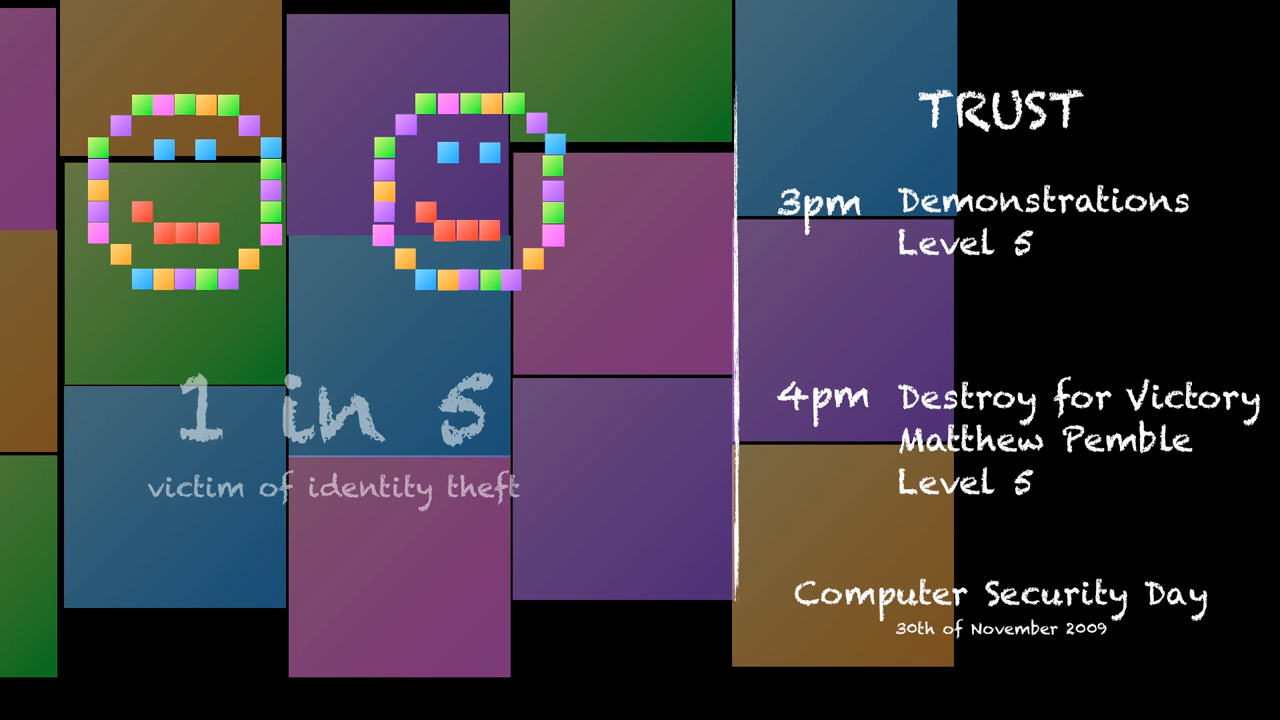 1 in 5
victim of identity theft
TRUST
3pm Demonstrations
Level 5
4pm Destroy for Victory
Matthew Pemble
Level 5
Computer Security Day
30th of November 2009